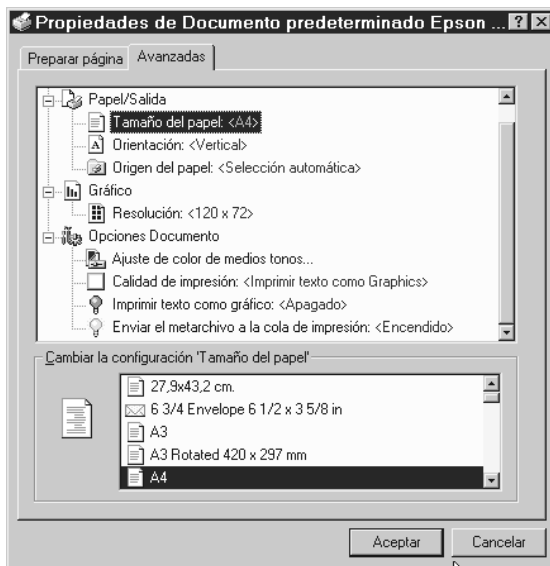 Propiedades de Documento predeterminado Epson ...
Preparar página Avanzadas
Papel/Salida
Tamaño del papel: <A4>
Orientación: <Vertical>
Origen del papel: <Selección automática>
Gráfico
Resolución: <120 x 72>
Opciones Documento
Ajuste de color de medios tonos...
Calidad de impresión: <Imprimir texto como Graphics>
Imprimir texto como gráfico: <Apagado>
Enviar el metarchivo a la cola de impresión: <Encendido>
Cambiar la configuración 'Tamaño del papel'
27,9x43,2 cm.
6 3/4 Envelope 6 1/2 x 3 5/8 in
A3
A3 Rotated 420 x 297 mm
A4
Aceptar Cancelar